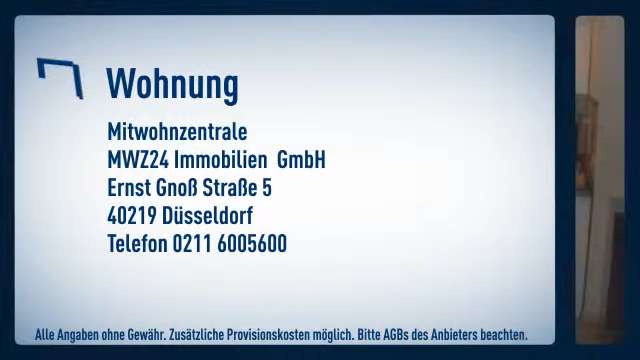 Wohnung
Mitwohnzentrale
MWZ24 Immobilien GmbH
Ernst Gnoß Straße 5
40219 Düsseldorf
Telefon 0211 6005600
Alle Angaben ohne Gewähr. Zusätzliche Provisionskosten möglich. Bitte AGBs des Anbieters beachten.